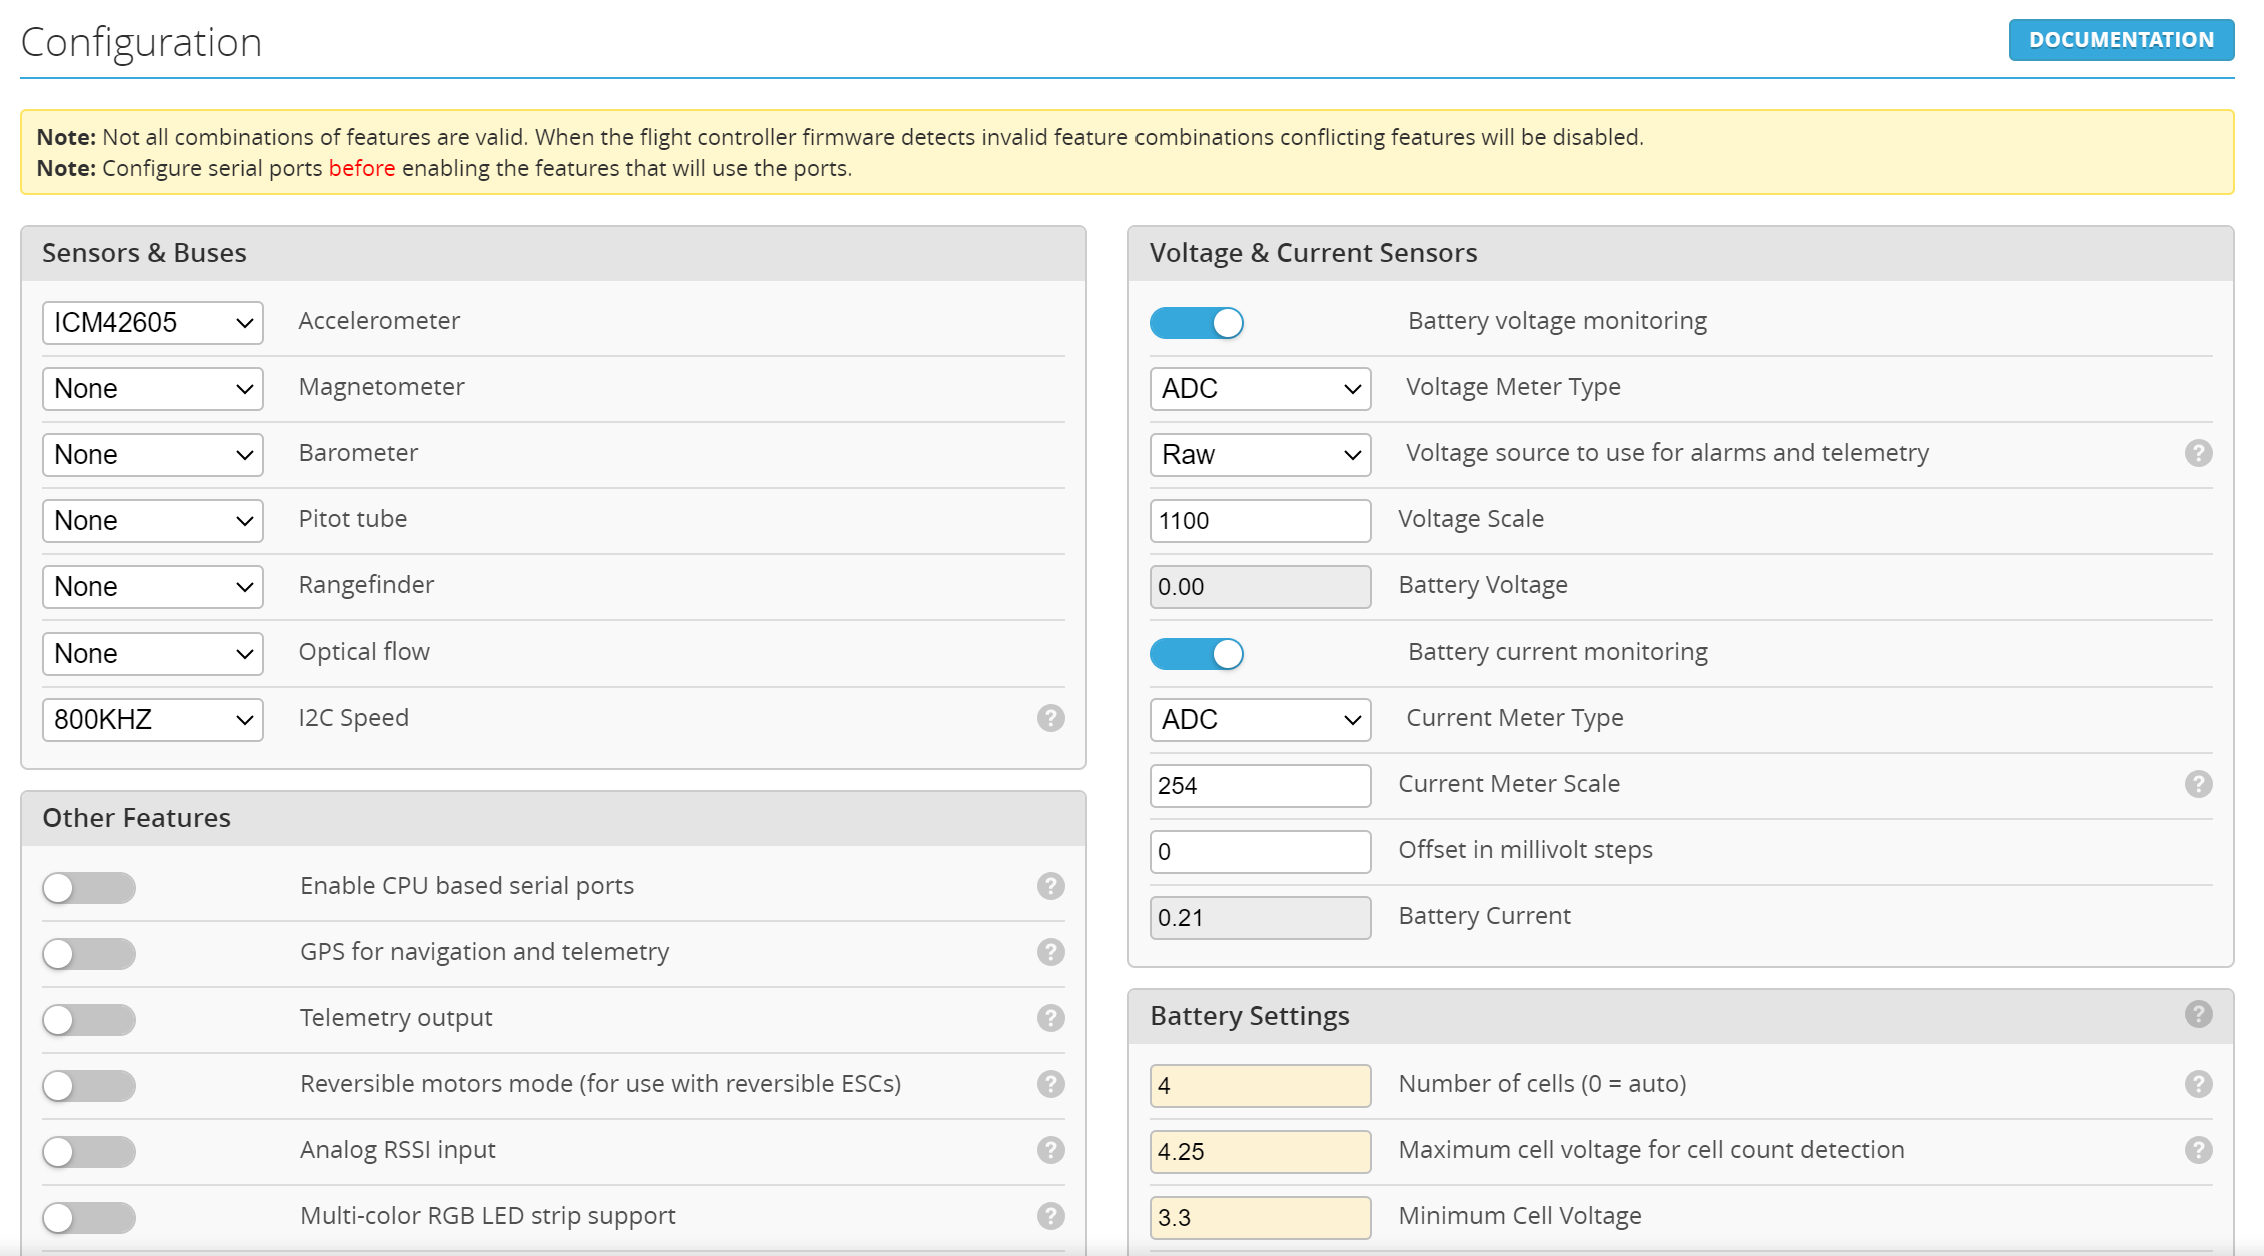 Configuration
DOCUMENTATION
Note: Not all combinations of features are valid. When the flight controller firmware detects invalid feature combinations conflicting features will be disabled.
Note: Configure serial ports before enabling the features that will use the ports.
Sensors & Buses
ICM42605 Accelerometer
None Magnetometer
None Barometer
None Pitot tube
None Rangefinder
None Optical flow
800KHZ I2C Speed ?
Other Features
Enable CPU based serial ports ?
GPS for navigation and telemetry ?
Telemetry output ?
Reversible motors mode (for use with reversible ESCs) ?
Analog RSSI input ?
Multi-color RGB LED strip support ?
Voltage & Current Sensors
Battery voltage monitoring
ADC Voltage Meter Type
Raw Voltage source to use for alarms and telemetry ?
1100 Voltage Scale
0.00 Battery Voltage
Battery current monitoring
ADC Current Meter Type
254 Current Meter Scale ?
0 Offset in millivolt steps
0.21 Battery Current
Battery Settings ?
4 Number of cells (0 = auto) ?
4.25 Maximum cell voltage for cell count detection ?
3.3 Minimum Cell Voltage